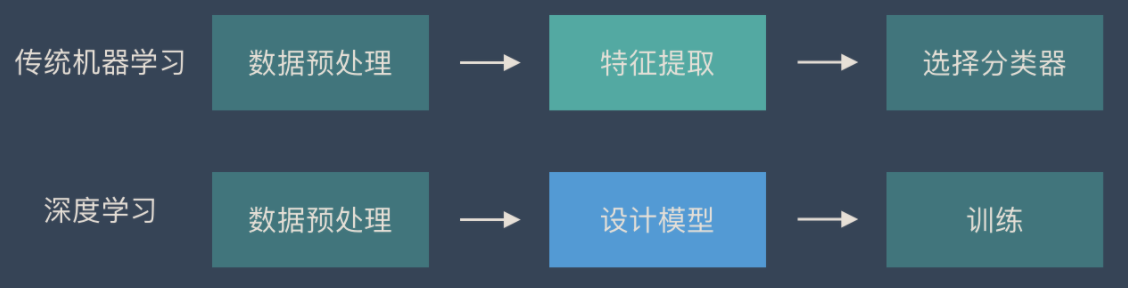 传统机器学习
数据预处理
特征提取
选择分类器
深度学习
数据预处理
设计模型
训练